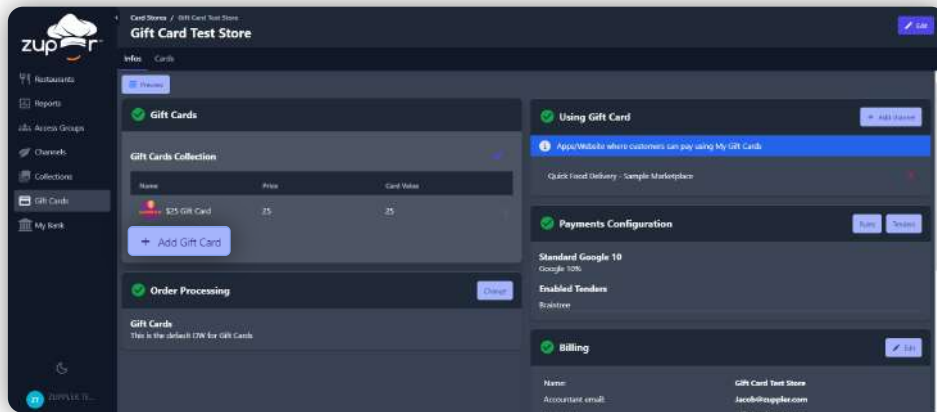 zuppler
Card Stores / Gift Card Test Store
Gift Card Test Store
Edit
Infos Cards
Preview
Restaurants
Reports
Access Groups
Channels
Collections
Gift Cards
My Bank
ZUPPLER TE...
ZT
Gift Cards
Gift Cards Collection
Name Price Card Value
$25 Gift Card 25 25
+ Add Gift Card
Order Processing
Change
Gift Cards
This is the default OW for Gift Cards
Using Gift Card
+ Add channel
Apps/Website where customers can pay using My Gift Cards
Quick Food Delivery - Sample Marketplace
Payments Configuration
Rules Tenders
Standard Google 10
Google 10%
Enabled Tenders
Braintree
Billing
Edit
Name: Gift Card Test Store
Accountant email: Jacob@zuppler.com